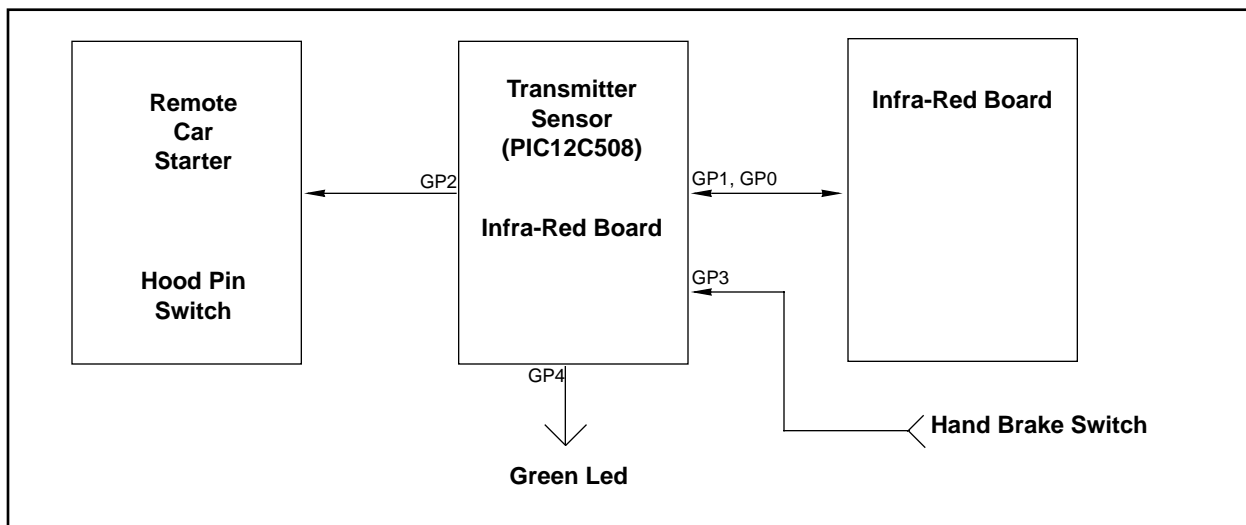 Remote
Car
Starter
Hood Pin
Switch
GP2
Transmitter
Sensor
(PIC12C508)
Infra-Red Board
GP1, GP0
GP3
GP4
Green Led
Infra-Red Board
Hand Brake Switch